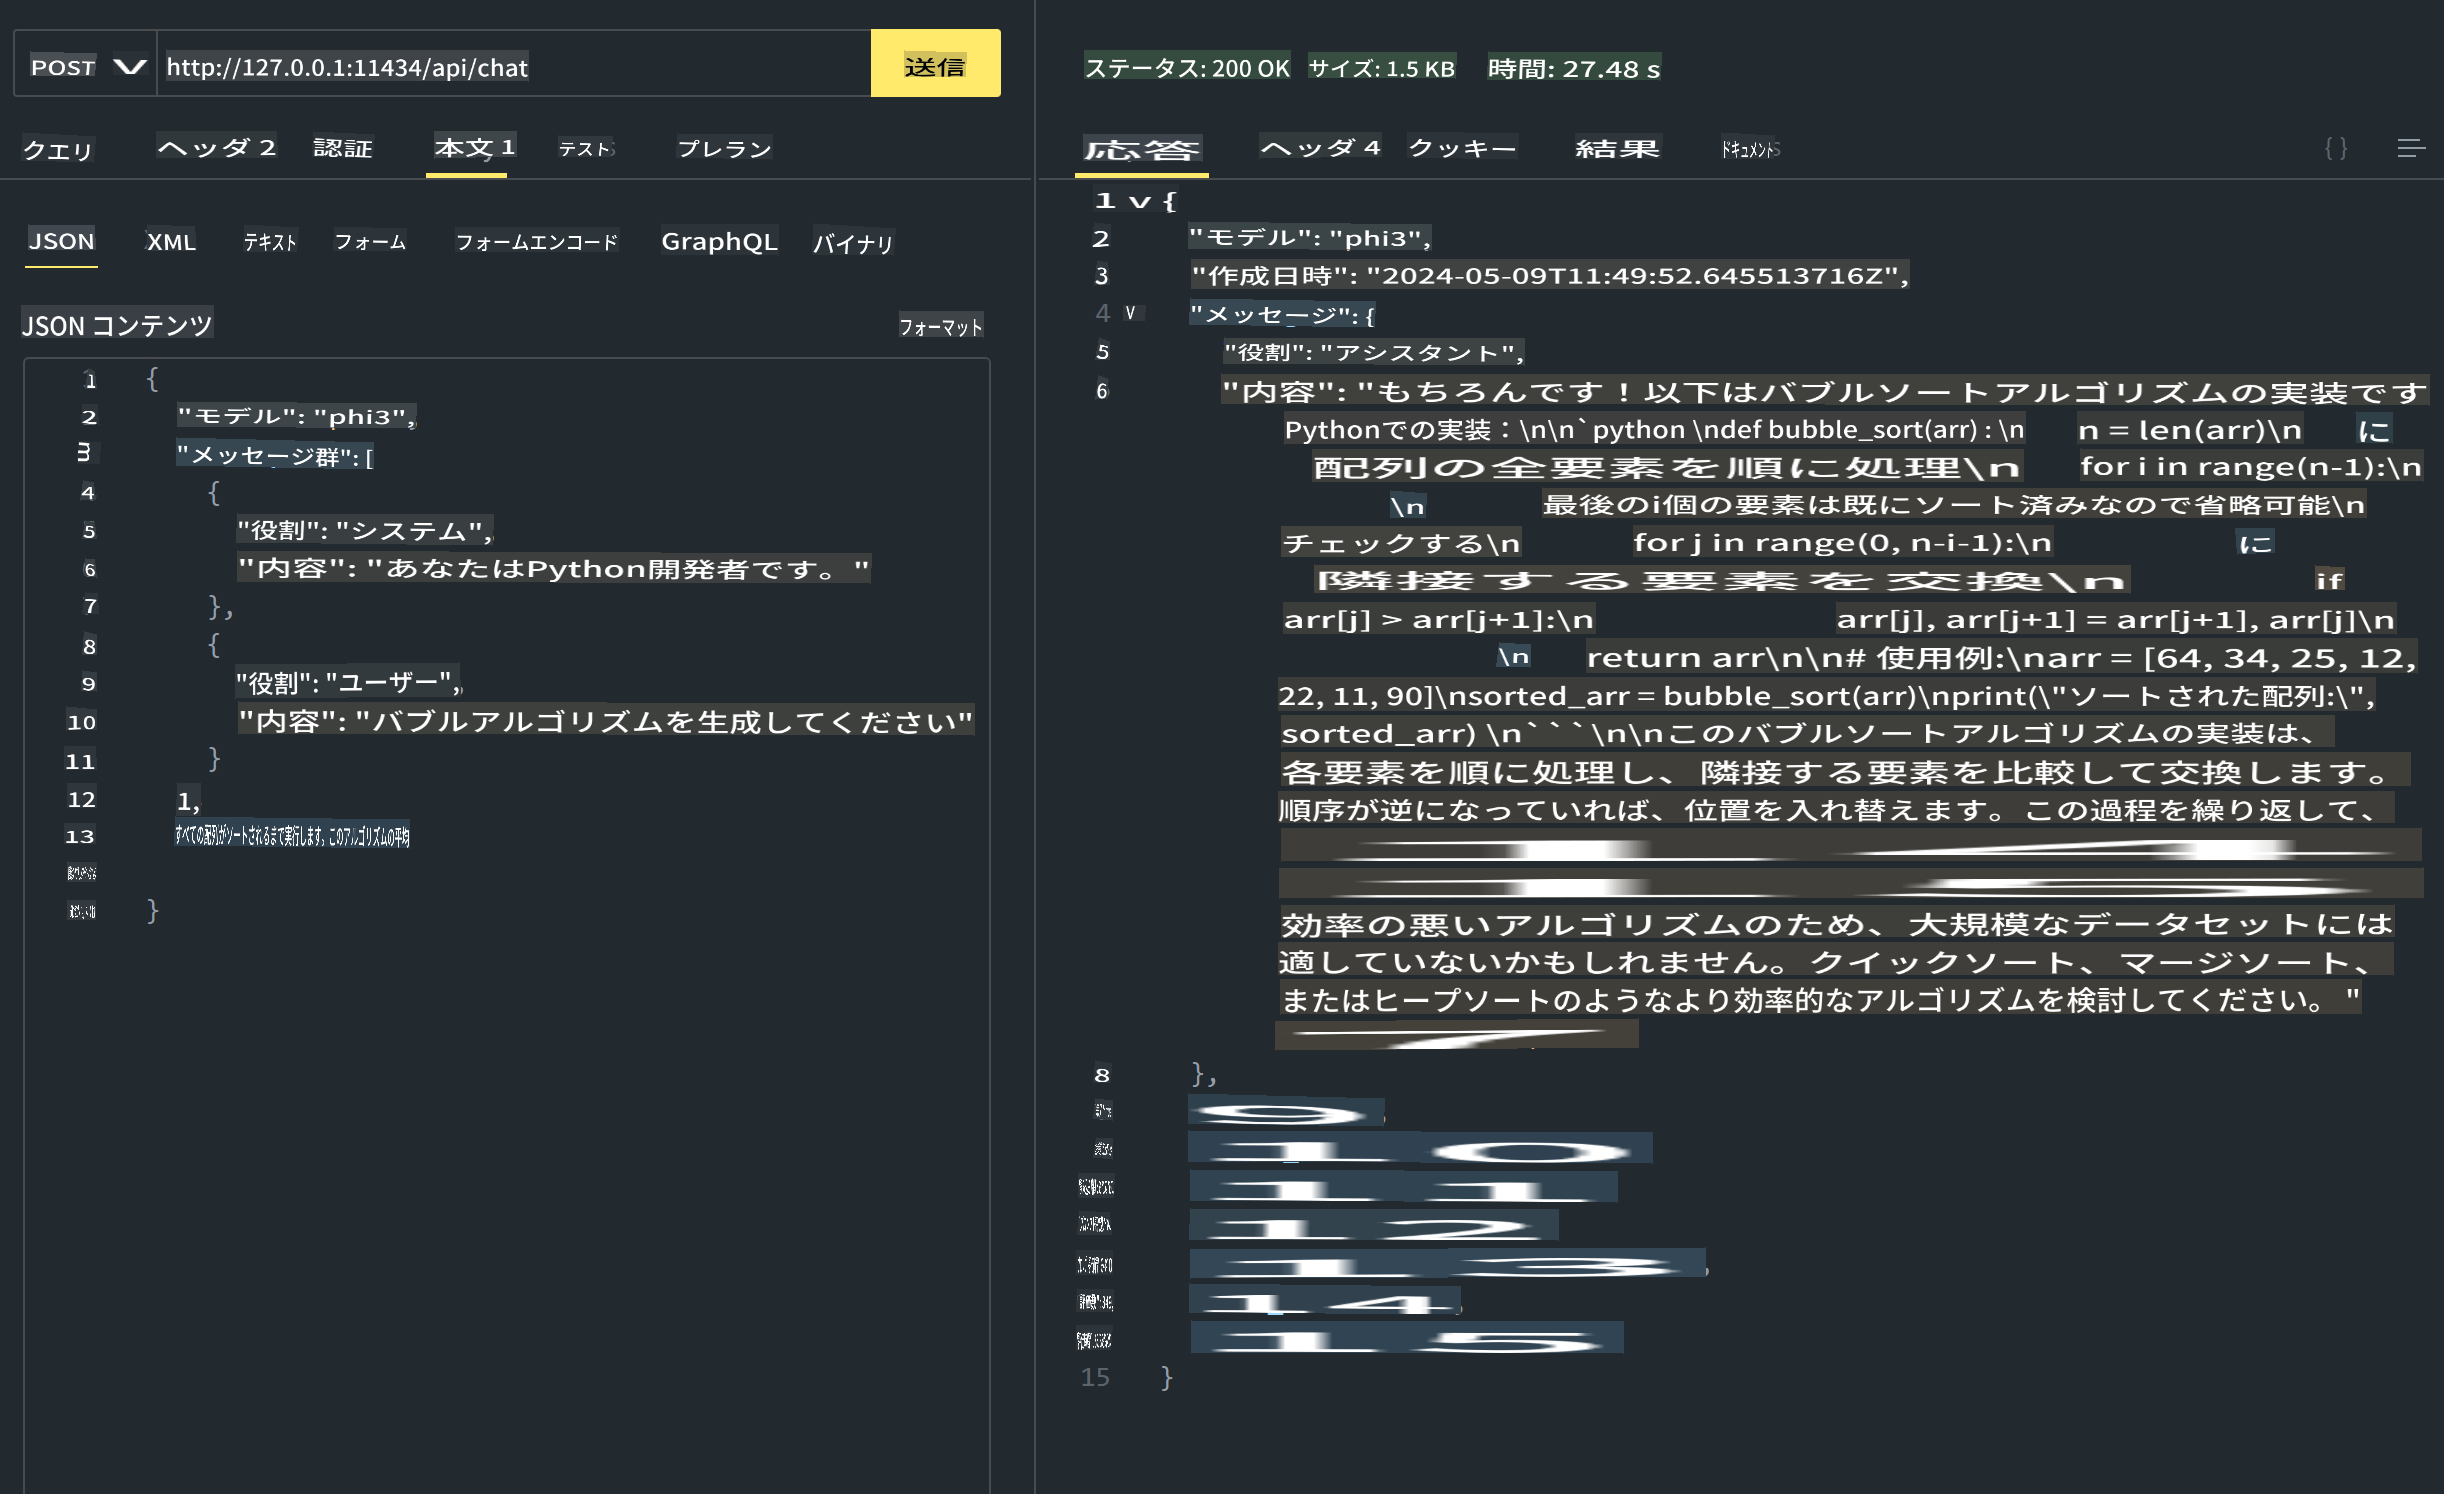 POST http://127.0.0.1:11434/api/chat 送信
クエリ ヘッダ 2 認証 本文 1 テスト プレラン
JSON XML テキスト フォーム フォームエンコード GraphQL バイナリ
JSON コンテンツ フォーマット
1 {
2 "モデル": "phi3",
3 "メッセージ群": [
4 {
5 "役割": "システム",
6 "内容": "あなたはPython開発者です。"
7 },
8 {
9 "役割": "ユーザー",
10 "内容": "バブルアルゴリズムを生成してください"
11 }
12 1,
13 すべての配列がソートされるまで実行します。このアルゴリズムの平均
}
ステータス: 200 OK サイズ: 1.5 KB 時間: 27.48 s
応答 ヘッダ 4 クッキー 結果 ドキュメント { }
1 v {
2 "モデル": "phi3",
3 "作成日時": "2024-05-09T11:49:52.645513716Z",
4 v "メッセージ": {
5 "役割": "アシスタント",
6 "内容": "もちろんです！以下はバブルソートアルゴリズムの実装です
Pythonでの実装：\n\n`python \ndef bubble_sort(arr) : \n n = len(arr)\n に
配列の全要素を順に処理\n for i in range(n-1):\n
\n 最後のi個の要素は既にソート済みなので省略可能\n
チェックする\n for j in range(0, n-i-1):\n に
隣接する要素を交換\n if
arr[j] > arr[j+1]:\n arr[j], arr[j+1] = arr[j+1], arr[j]\n
\n return arr\n\n# 使用例:\narr = [64, 34, 25, 12,
22, 11, 90]\nsorted_arr = bubble_sort(arr)\nprint(\"ソートされた配列:\",
sorted_arr) \n```\n\nこのバブルソートアルゴリズムの実装は、
各要素を順に処理し、隣接する要素を比較して交換します。
順序が逆になっていれば、位置を入れ替えます。この過程を繰り返して、
14
15
効率の悪いアルゴリズムのため、大規模なデータセットには
適していないかもしれません。クイックソート、マージソート、
またはヒープソートのようなより効率的なアルゴリズムを検討してください。 "
7
8 },
9
10
11
12
13,
14
15
15 }